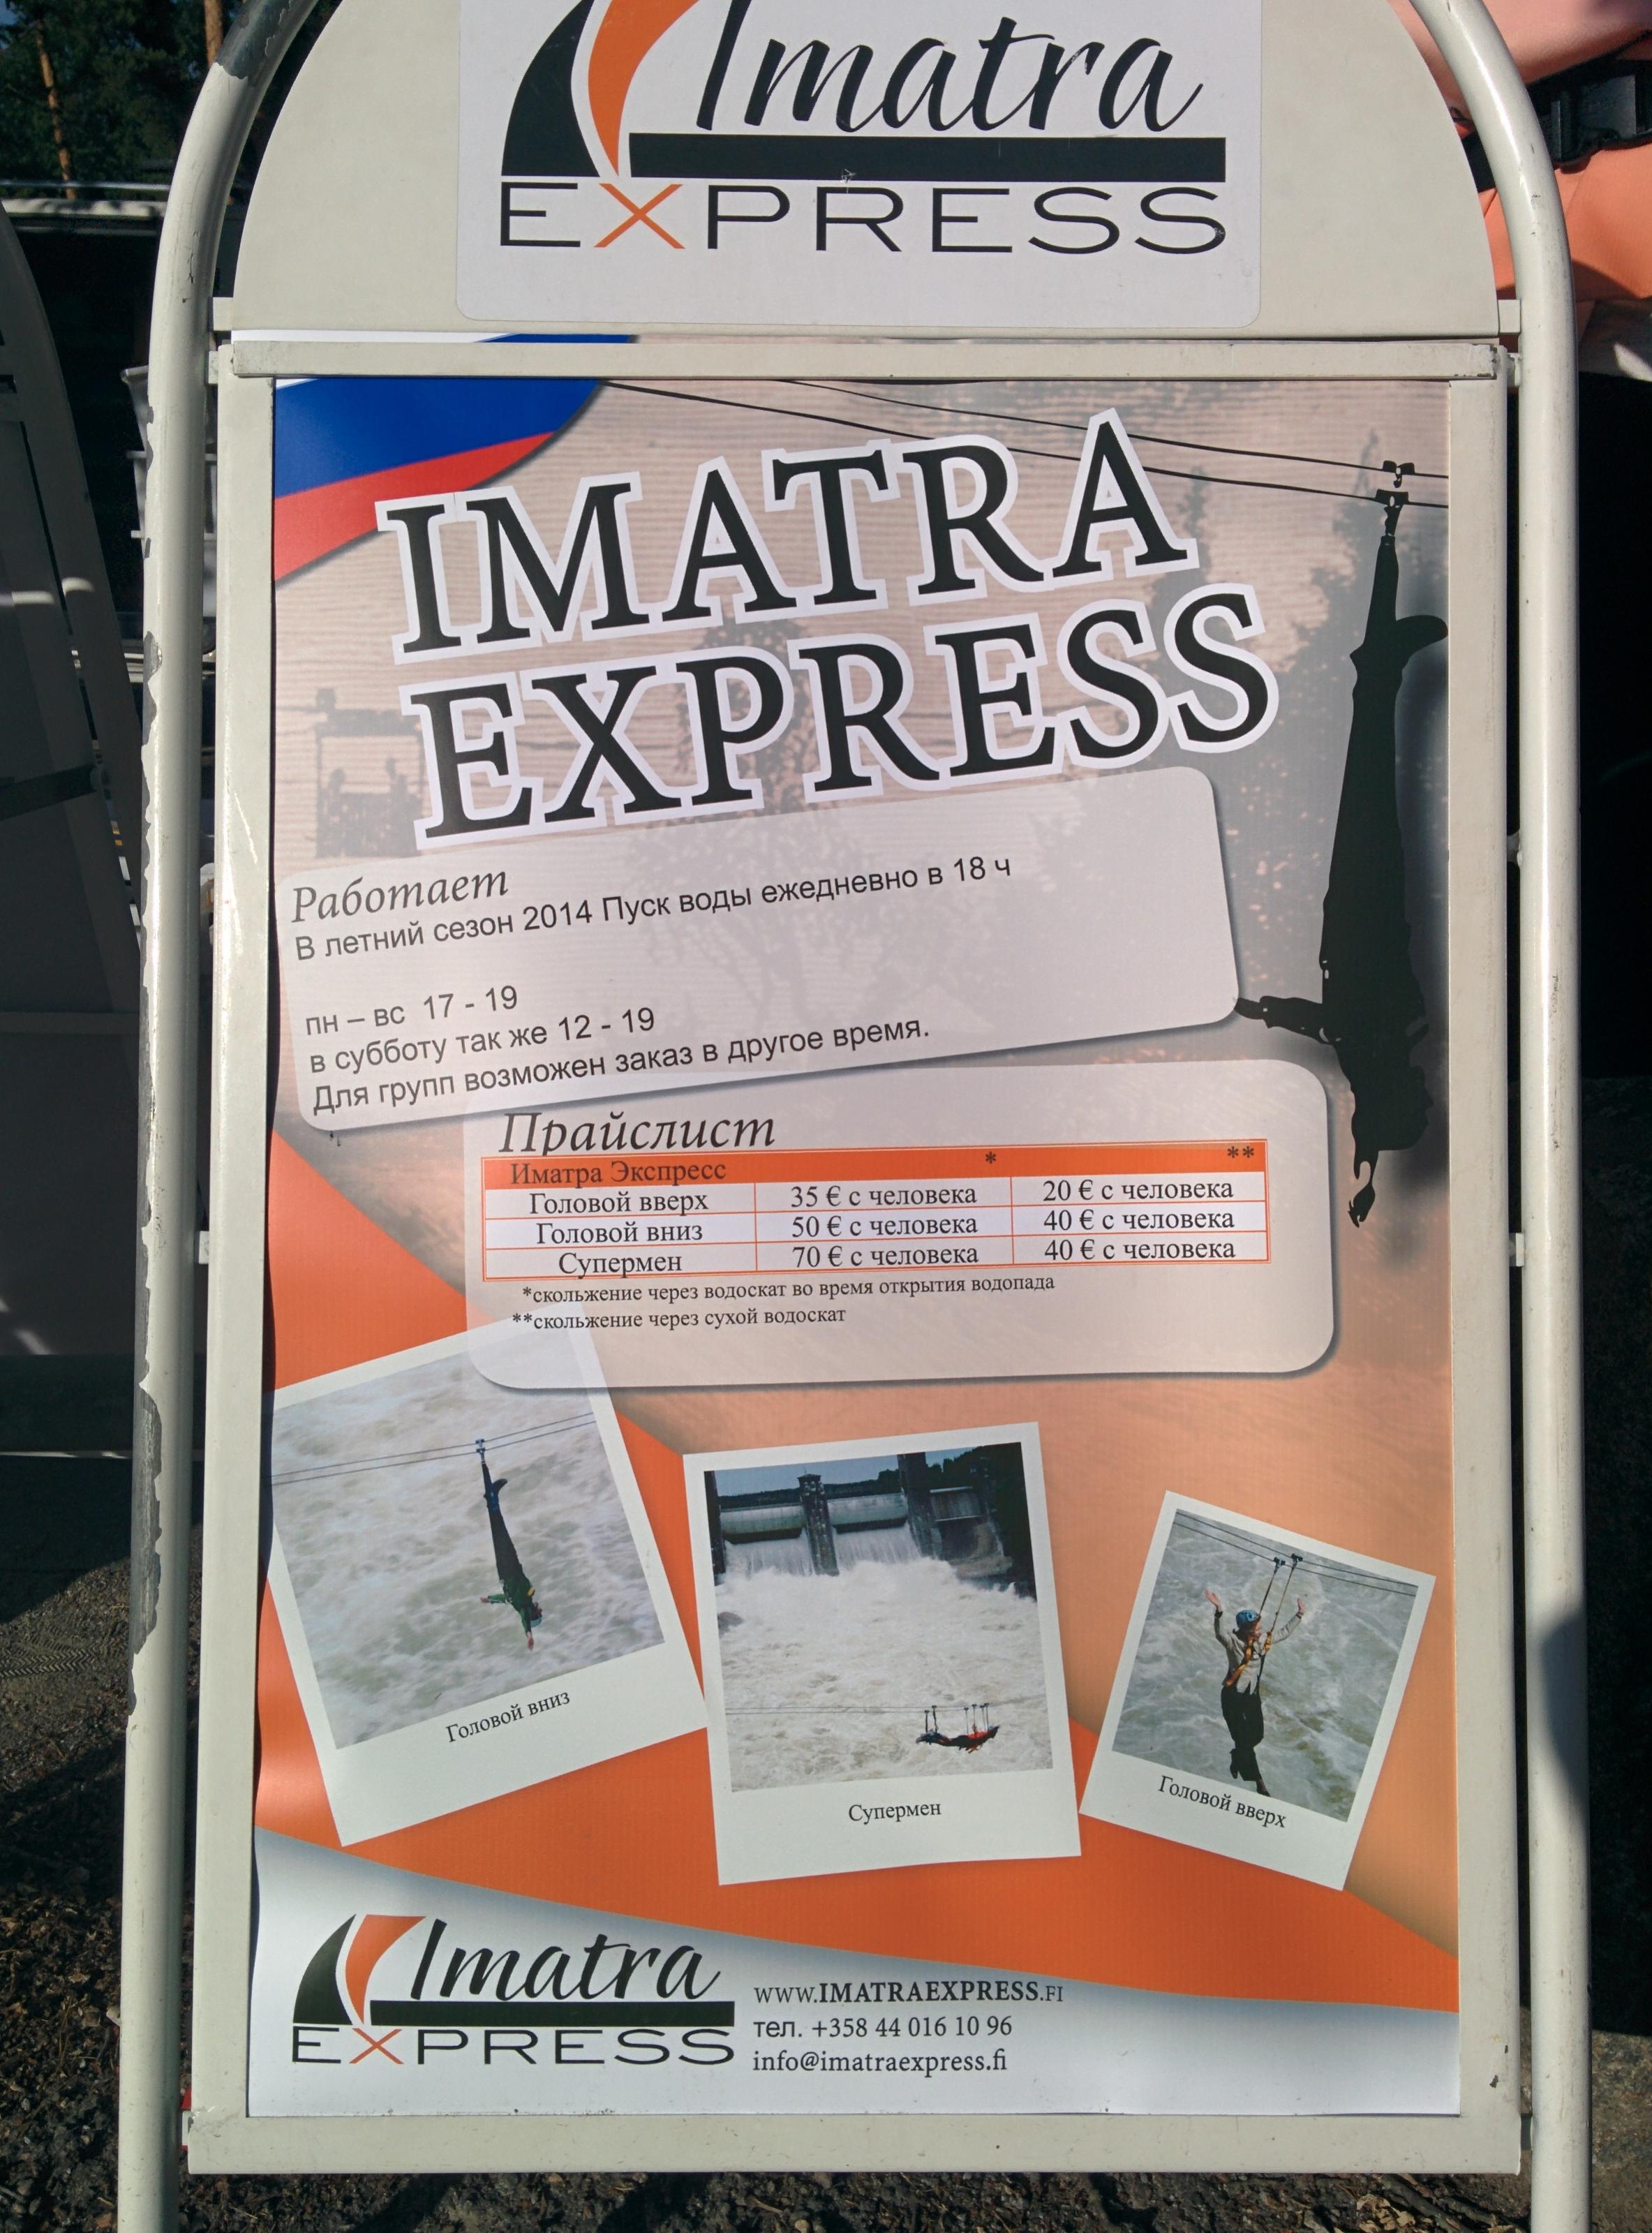 Imatra
EXPRESS
IMATRA
EXPRESS
Работает
В летний сезон 2014 Пуск воды ежедневно в 18 ч
пн – вс 17 - 19
в субботу так же 12 - 19
Для групп возможен заказ в другое время.
Прайслист
Иматра Экспресс * **
Головой вверх 35 € с человека 20 € с человека
Головой вниз 50 € с человека 40 € с человека
Супермен 70 € с человека 40 € с человека
*скольжение через водоскат во время открытия водопада
**скольжение через сухой водоскат
Головой вниз
Супермен
Головой вверх
Imatra
EXPRESS
WWW.IMATRAEXPRESS.FI
тел. +358 44 016 10 96
info@imatraexpress.fi